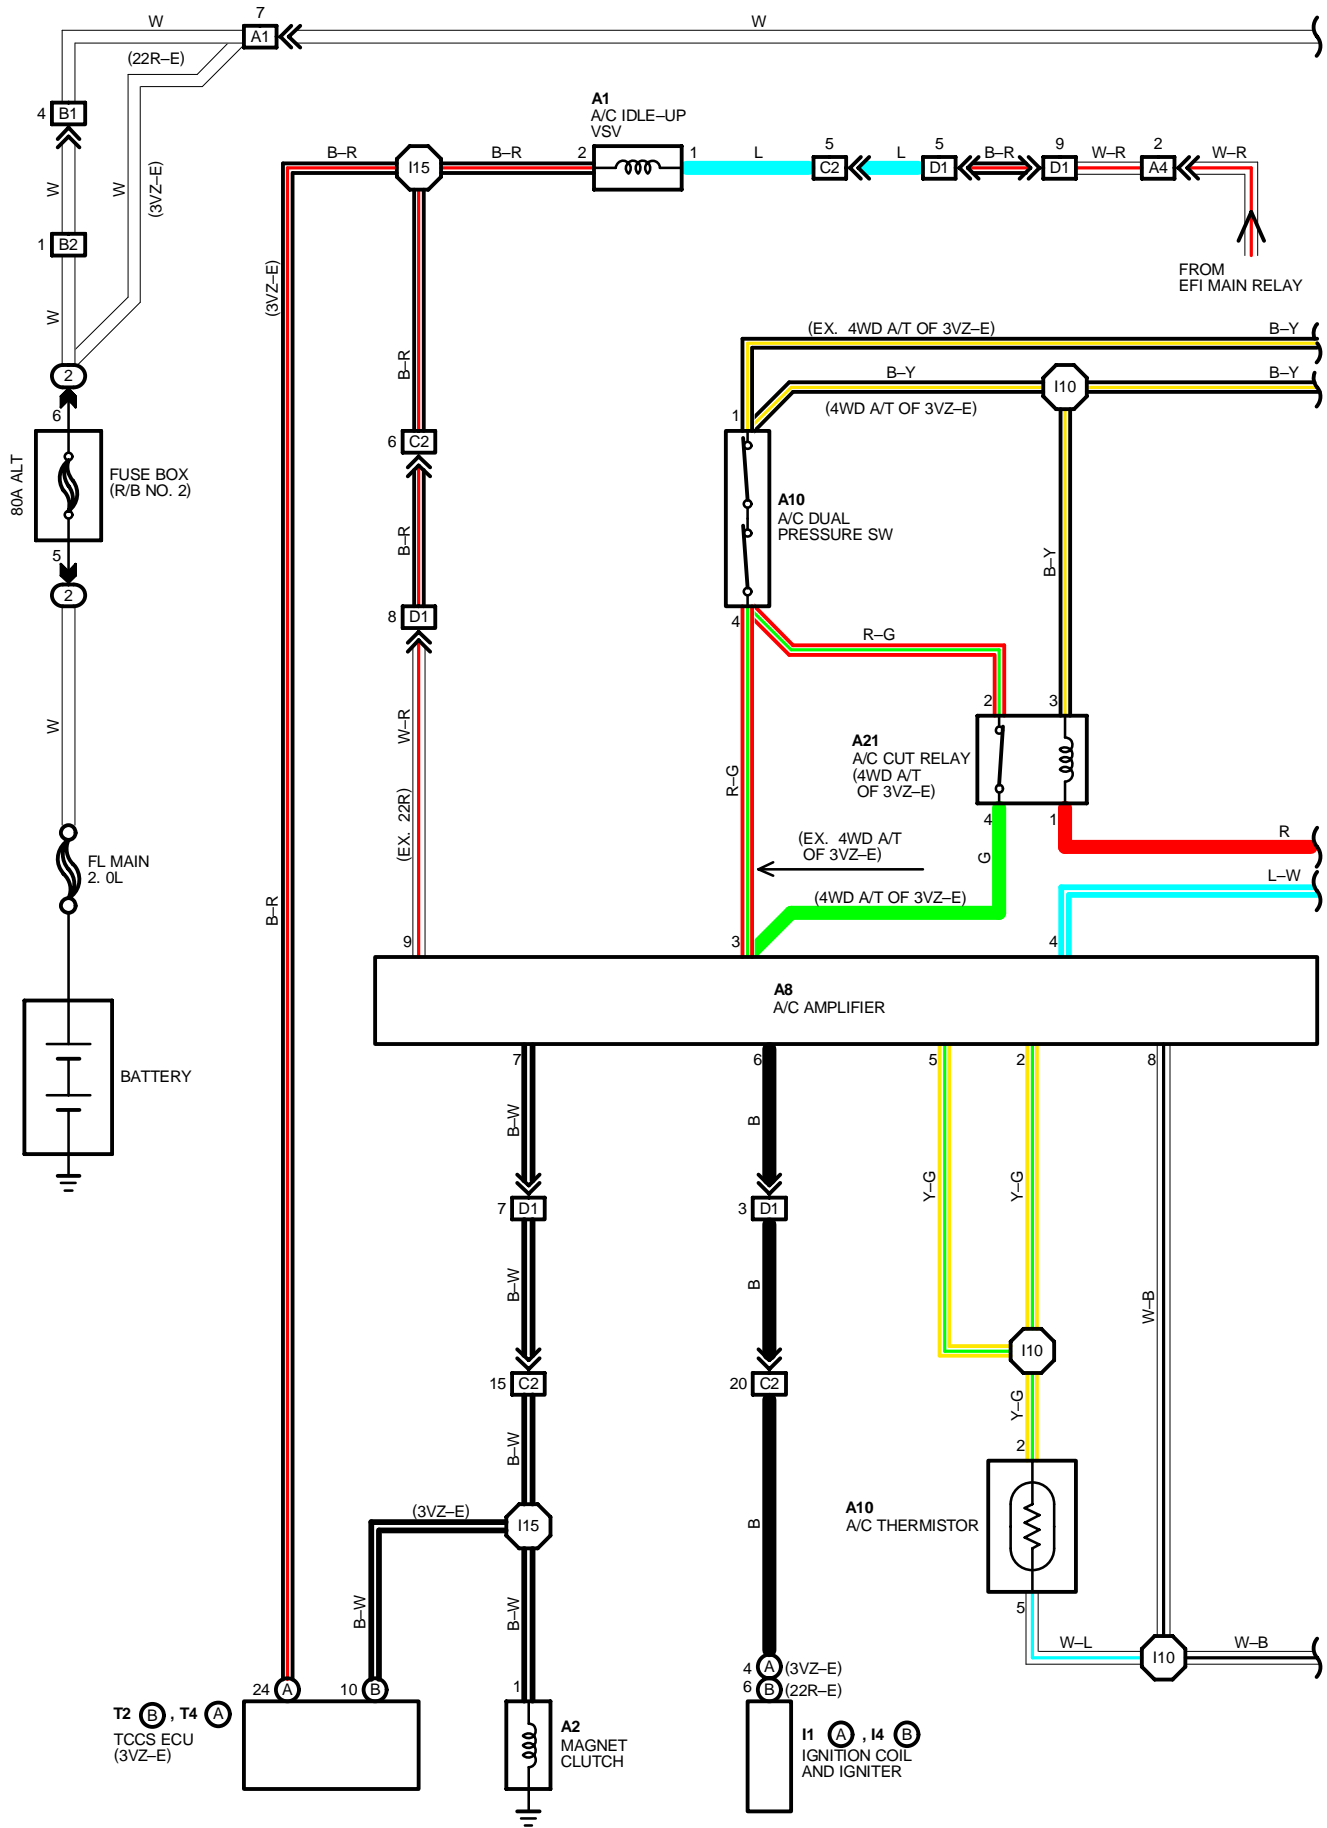 7
W
A1
W
(22R–E)
4 B1
W
W
(3VZ–E)
1 B2
W
2
6
80A ALT
FUSE BOX
(R/B NO. 2)
5
2
W
FL MAIN
2. 0L
BATTERY
A1
A/C IDLE–UP
VSV
B–R
I15
B–R
2
1
L
5
C2
L
5
D1
B–R
9
D1
W–R
2
A4
W–R
FROM
EFI MAIN RELAY
(3VZ–E)
B–R
B–R
6 C2
B–R
8 D1
W–R
(EX. 22R)
9
(EX. 4WD A/T OF 3VZ–E)
B–Y
B–Y
I10
B–Y
(4WD A/T OF 3VZ–E)
1
A10
A/C DUAL
PRESSURE SW
4
B–Y
R–G
R–G
2
3
A21
A/C CUT RELAY
(4WD A/T
OF 3VZ–E)
4
1
G
R
L–W
(EX. 4WD A/T
OF 3VZ–E)
(4WD A/T OF 3VZ–E)
3
4
A8
A/C AMPLIFIER
7
6
5
2
8
B–W
B
Y–G
Y–G
W–B
7 D1
3 D1
B–W
B
I10
15 C2
20 C2
Y–G
B–W
B
2
(3VZ–E)
I15
A10
A/C THERMISTOR
5
B–W
B–W
W–L
I10
W–B
24 A
10 B
1
4 A (3VZ–E)
6 B (22R–E)
T2 B , T4 A
TCCS ECU
(3VZ–E)
A2
MAGNET
CLUTCH
I1 A , I4 B
IGNITION COIL
AND IGNITER